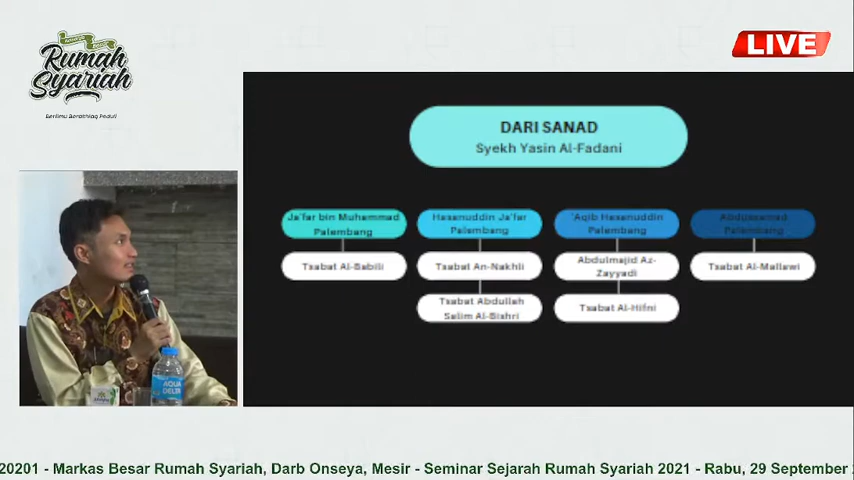 Rumah
Syariah
Berilmu Berakhlaq Peduli
LIVE
DARI SANAD
Syekh Yasin Al-Fadani
Ja'far bin Muhammad
Palembang
Hasanuddin Ja'far
Palembang
'Aqib Hasanuddin
Palembang
Abdussamad
Palembang
Tsabat Al-Babili
Tsabat An-Nakhli
Abdulmajid Az-
Zayyadi
Tsabat Al-Mallawi
Tsabat Abdullah
Salim Al-Bishri
Tsabat Al-Hifni
AQUA
20201 - Markas Besar Rumah Syariah, Darb Onseya, Mesir - Seminar Sejarah Rumah Syariah 2021 - Rabu, 29 September